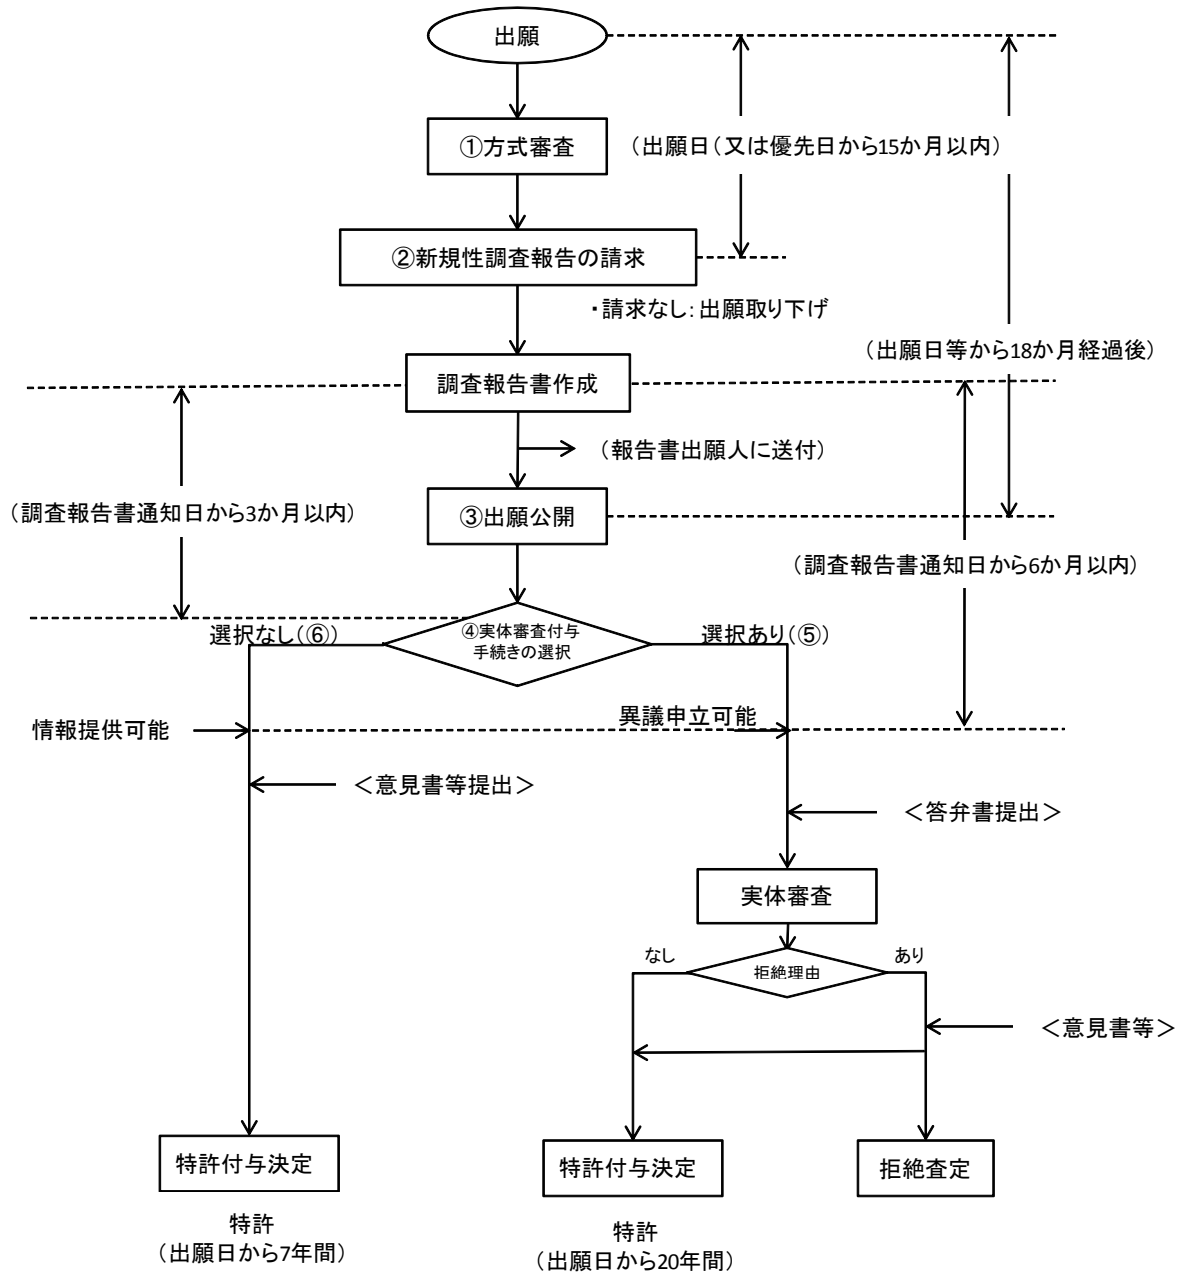 出願
①方式審査
（出願日（又は優先日から15か月以内）
②新規性調査報告の請求
・請求なし：出願取り下げ
（出願日等から18か月経過後）
調査報告書作成
（報告書出願人に送付）
（調査報告書通知日から3か月以内）
③出願公開
（調査報告書通知日から6か月以内）
選択なし（⑥）
④実体審査付与
手続きの選択
選択あり（⑤）
情報提供可能
異議申立可能
＜意見書等提出＞
＜答弁書提出＞
実体審査
なし
拒絶理由
あり
＜意見書等＞
特許付与決定
特許付与決定
拒絶査定
特許
（出願日から7年間）
特許
（出願日から20年間）